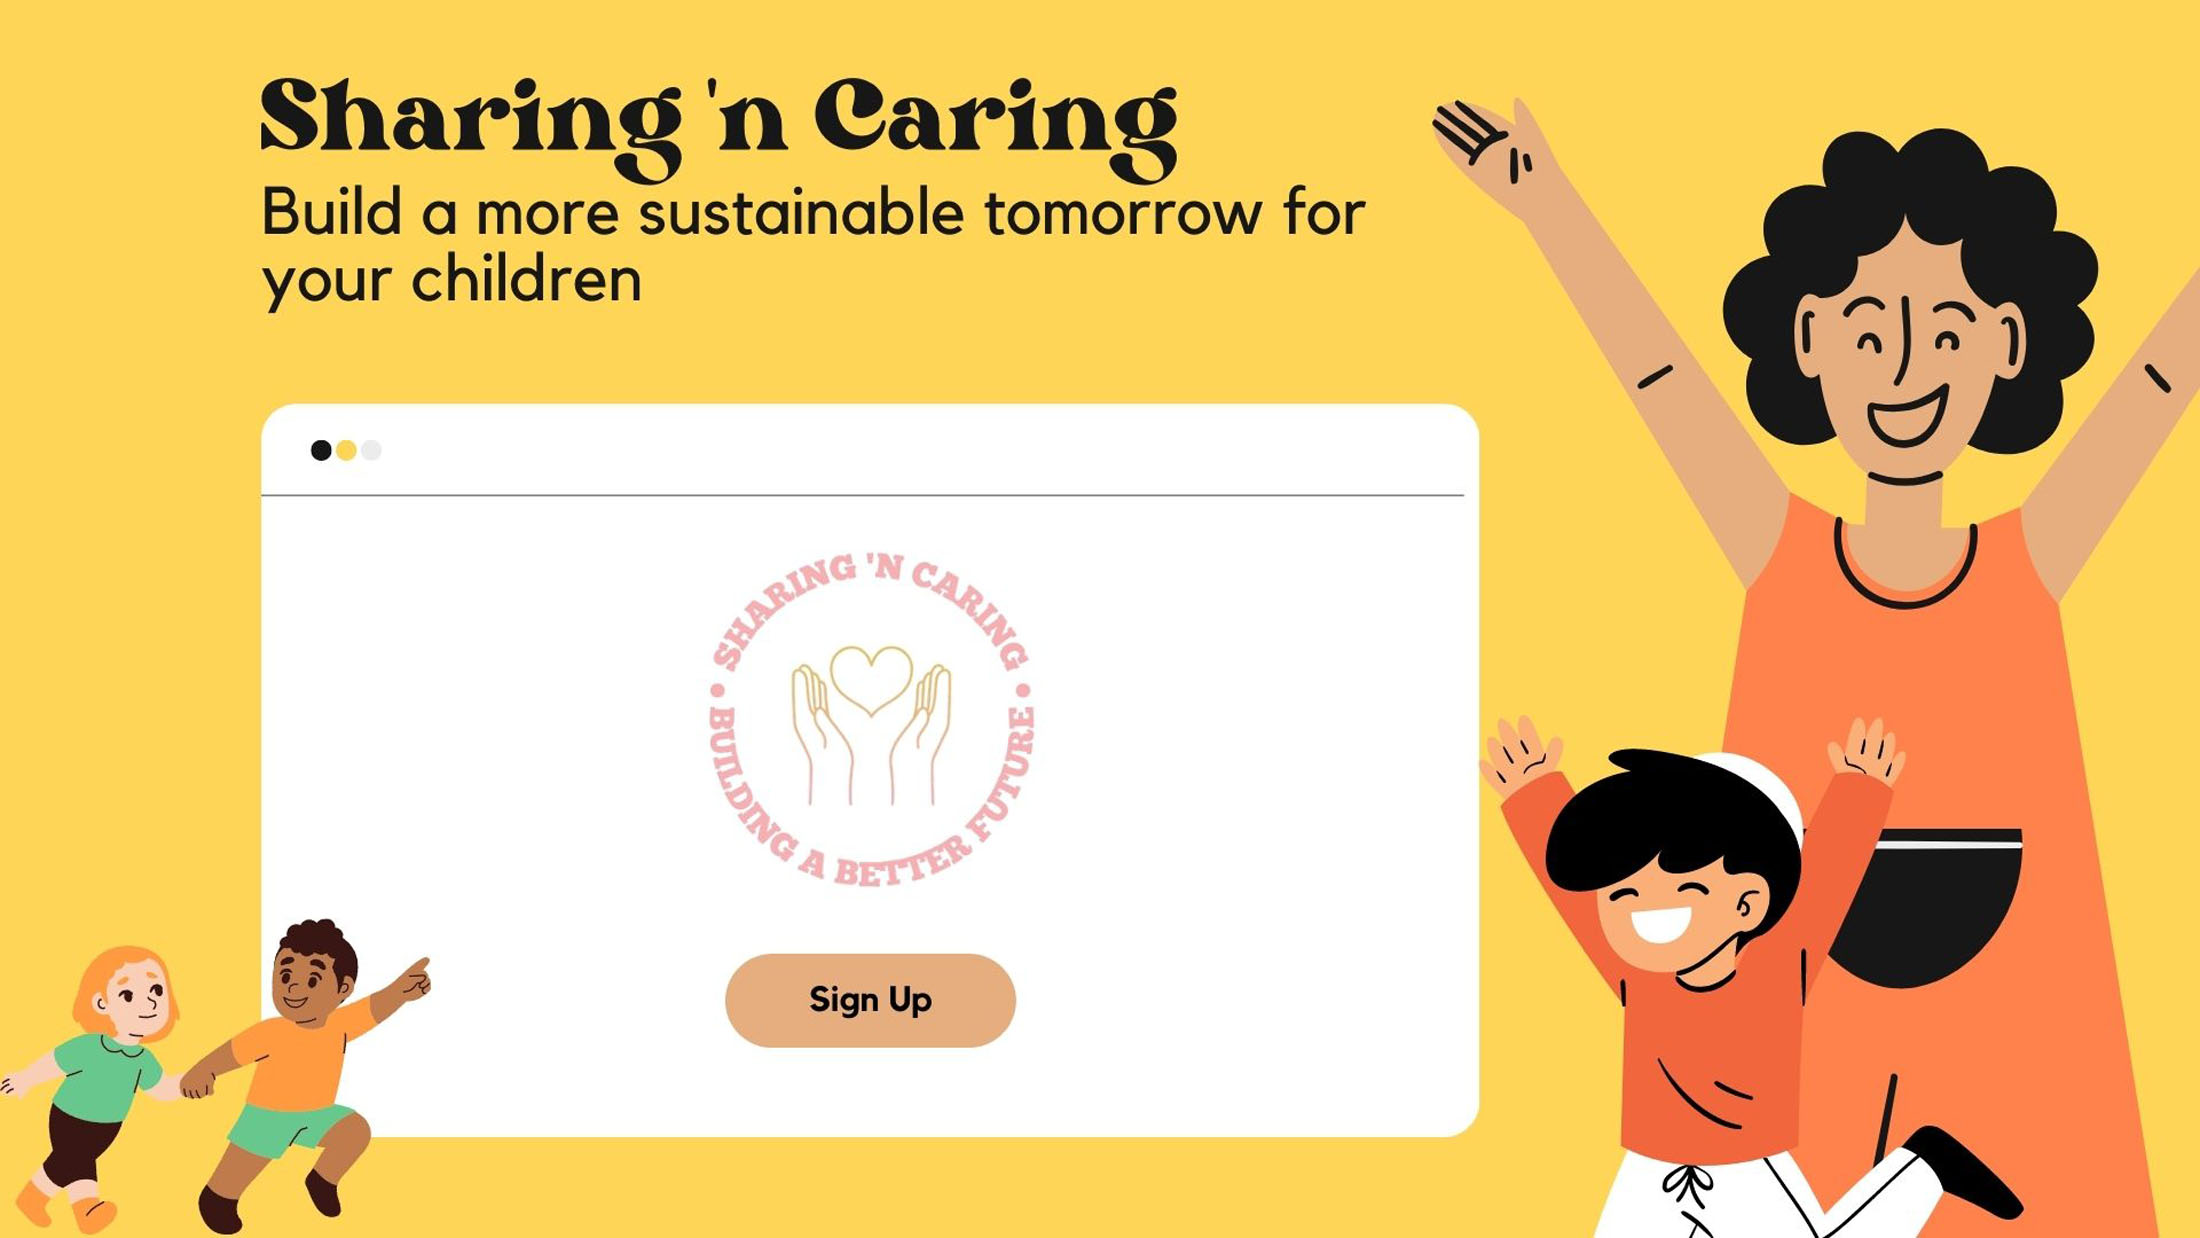 Sharing 'n Caring
Build a more sustainable tomorrow for
your children
SHARING 'N CARING
• BUILDING A BETTER FUTURE •
Sign Up